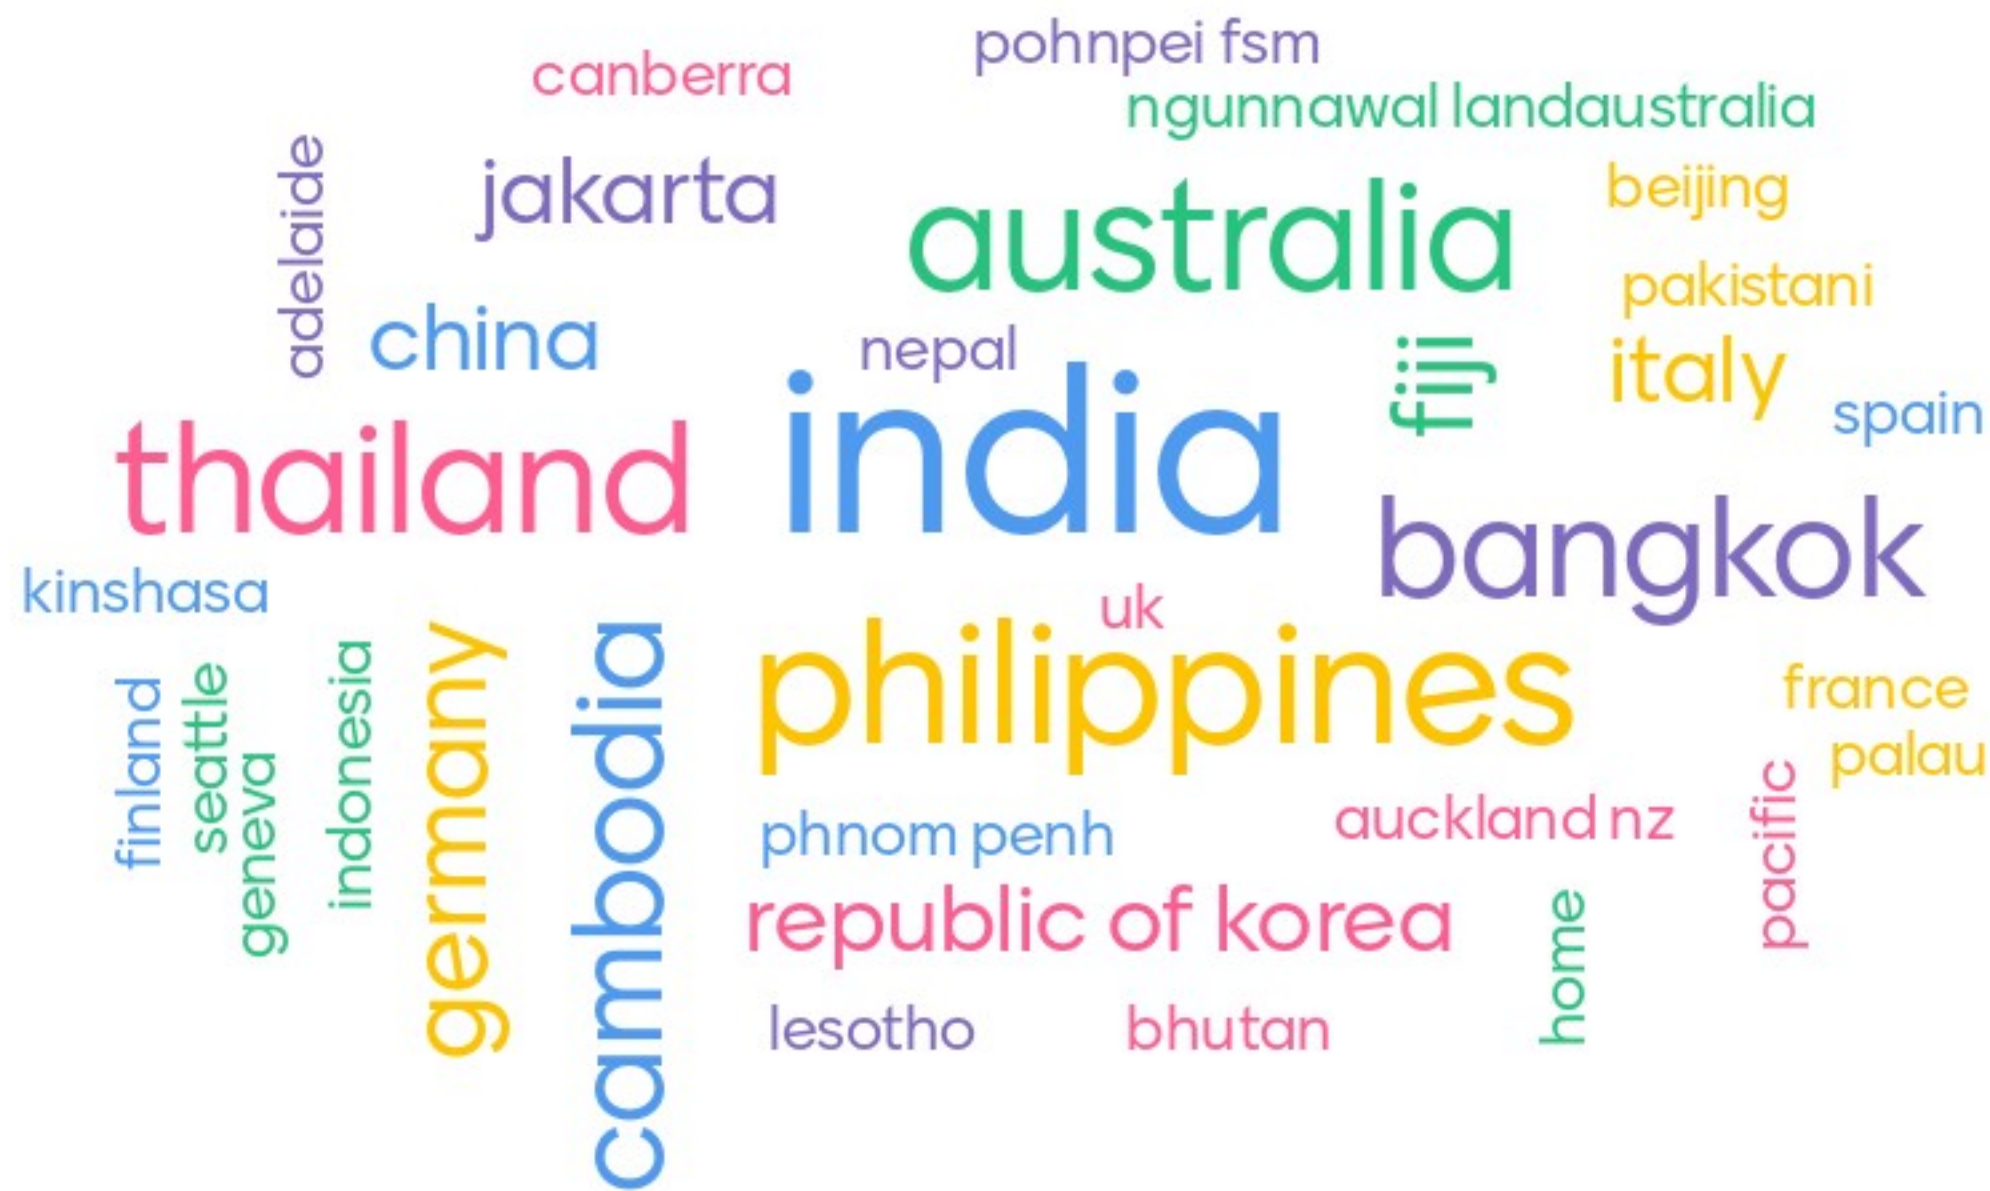 pohnpei fsm
canberra
ngunnawal landaustralia
adelaide
jakarta
australia
beijing
pakistani
china
nepal
fiji
italy
spain
thailand
india
bangkok
kinshasa
uk
philippines
finland
seattle
geneva
indonesia
germany
cambodia
france
palau
phnom penh
auckland nz
pacific
republic of korea
home
lesotho
bhutan